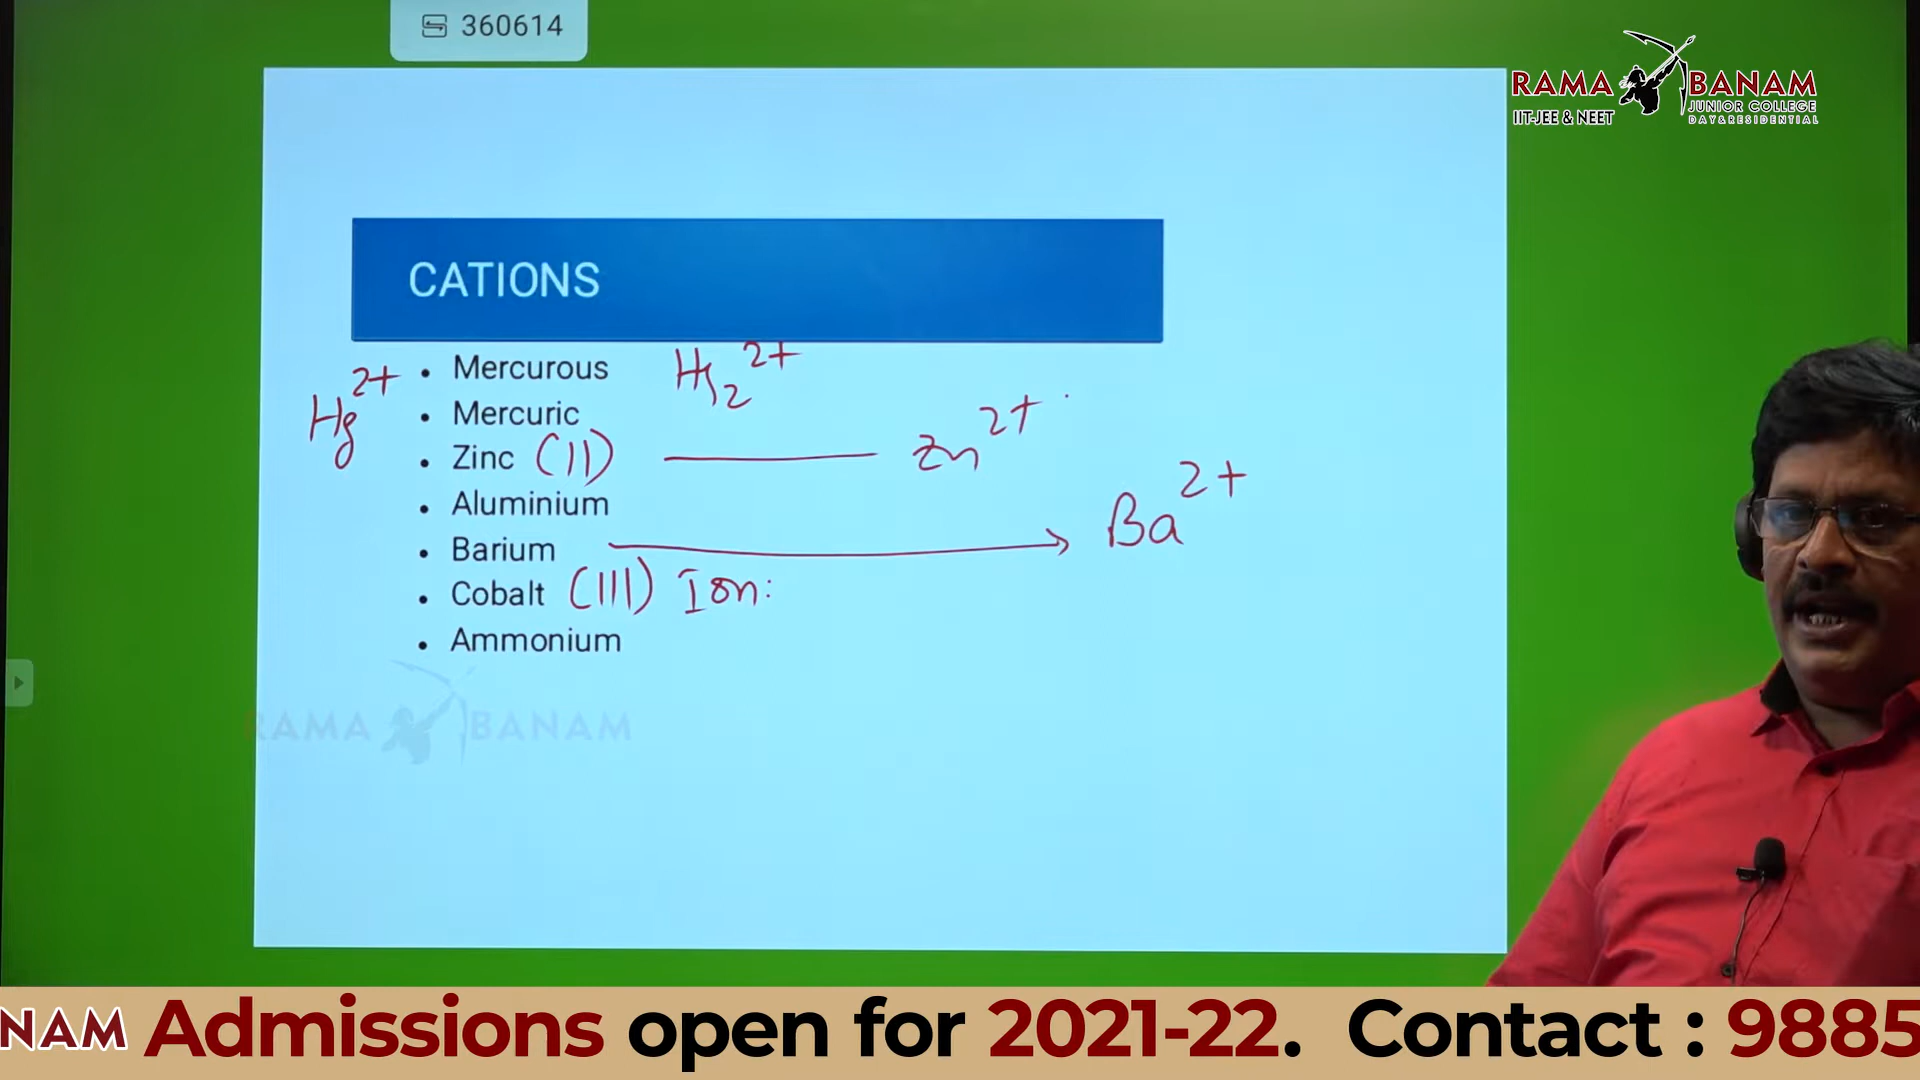 360614
RAMA BANAM
JUNIOR COLLEGE
IIT-JEE & NEET
DAY&RESIDENTIAL
CATIONS
• Mercurous Hg₂²⁺
Hg²⁺ • Mercuric
• Zinc (II) — Zn²⁺
• Aluminium
• Barium → Ba²⁺
• Cobalt (III) Ion:
• Ammonium
RAMA BANAM
NAM Admissions open for 2021-22. Contact : 9885